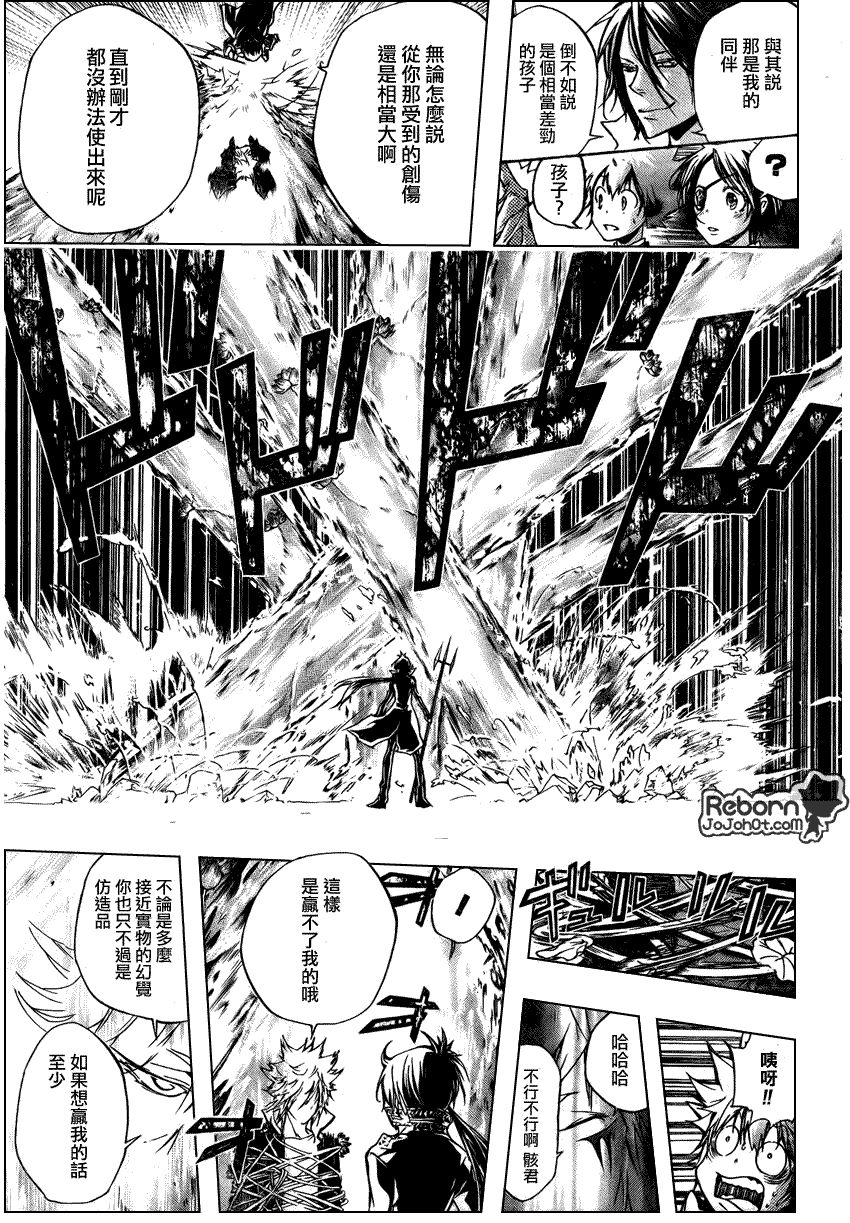 與其說
那是我的
同伴
倒不如說
是個相當差勁
的孩子
?
孩子?
無論怎麼說
從你那受到的創傷
還是相當大啊
直到剛才
都沒辦法使出來呢
ドドドド
Reborn
JoJoHot.com
ギュルル
咦呀!!
哈哈哈
不行不行啊 骸君
這樣
是贏不了我的哦
不論是多麼
接近實物的幻覺
你也只不過是
仿造品
如果想贏我的話
至少